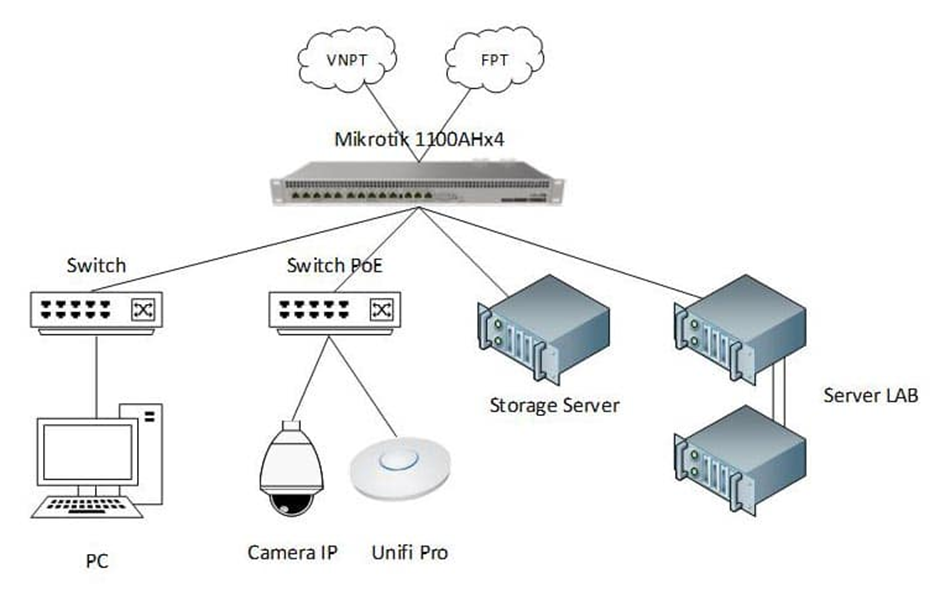 VNPT
FPT
Mikrotik 1100AHx4
Switch
Switch PoE
Storage Server
Server LAB
PC
Camera IP
Unifi Pro